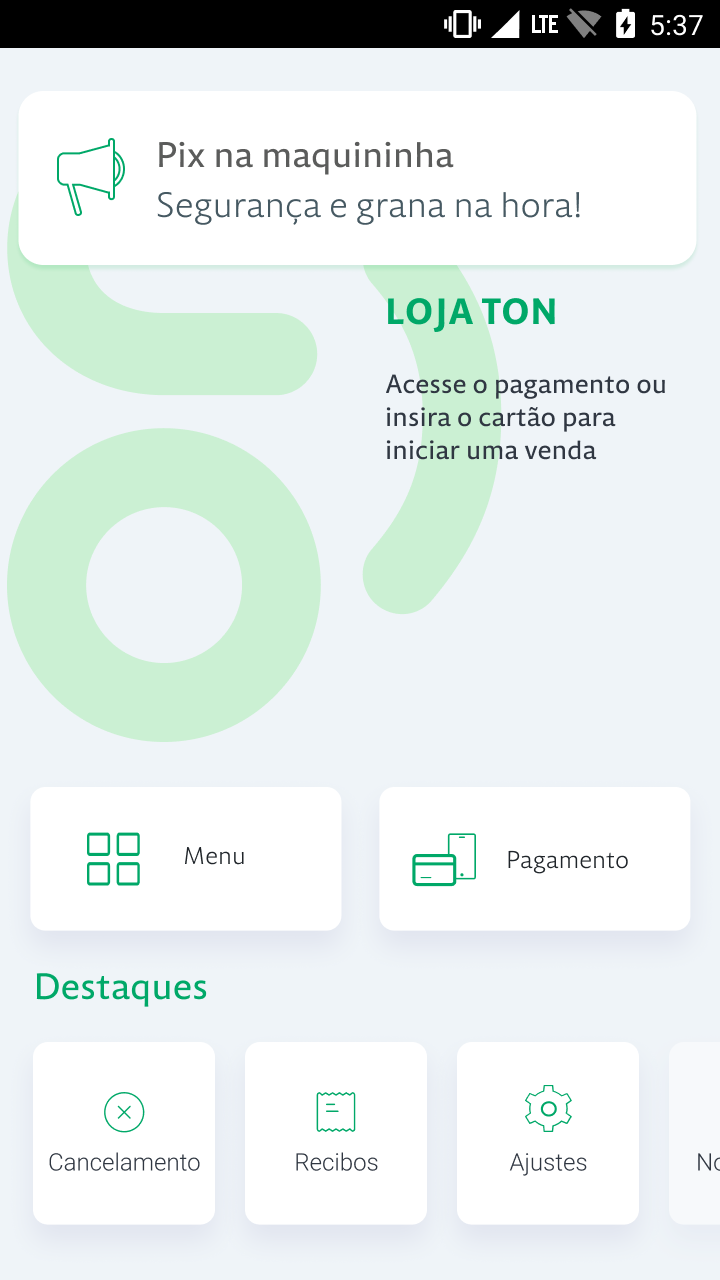 LTE 5:37
Pix na maquininha
Segurança e grana na hora!
LOJA TON
Acesse o pagamento ou
insira o cartão para
iniciar uma venda
Menu
Pagamento
Destaques
Cancelamento
Recibos
Ajustes